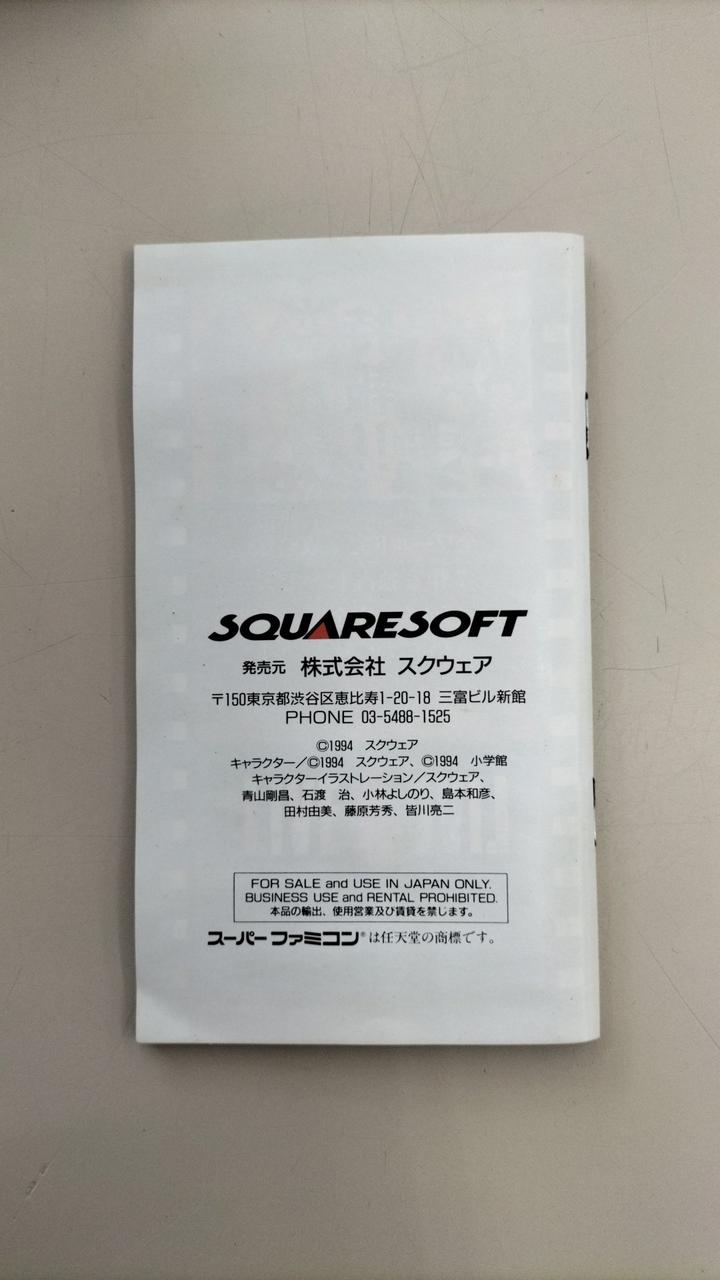 SQUARESOFT
発売元 株式会社 スクウェア
〒150東京都渋谷区恵比寿1-20-18 三富ビル新館
PHONE 03-5488-1525
©1994 スクウェア
キャラクター／©1994 スクウェア、©1994 小学館
キャラクターイラストレーション／スクウェア、
青山剛昌、石渡 治、小林よしのり、島本和彦、
田村由美、藤原芳秀、皆川亮二
FOR SALE and USE IN JAPAN ONLY.
BUSINESS USE and RENTAL PROHIBITED.
本品の輸出、使用営業及び賃貸を禁じます。
スーパーファミコン®は任天堂の商標です。